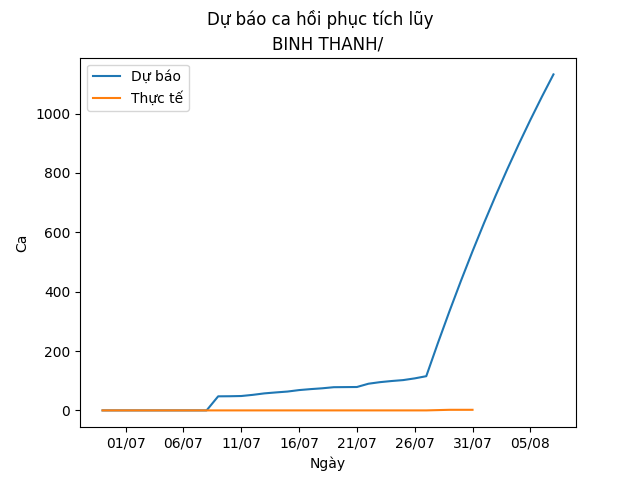 Dự báo ca hồi phục tích lũy
BINH THANH/
Dự báo
Thực tế
Ca
1000
800
600
400
200
0
01/07 06/07 11/07 16/07 21/07 26/07 31/07 05/08
Ngày